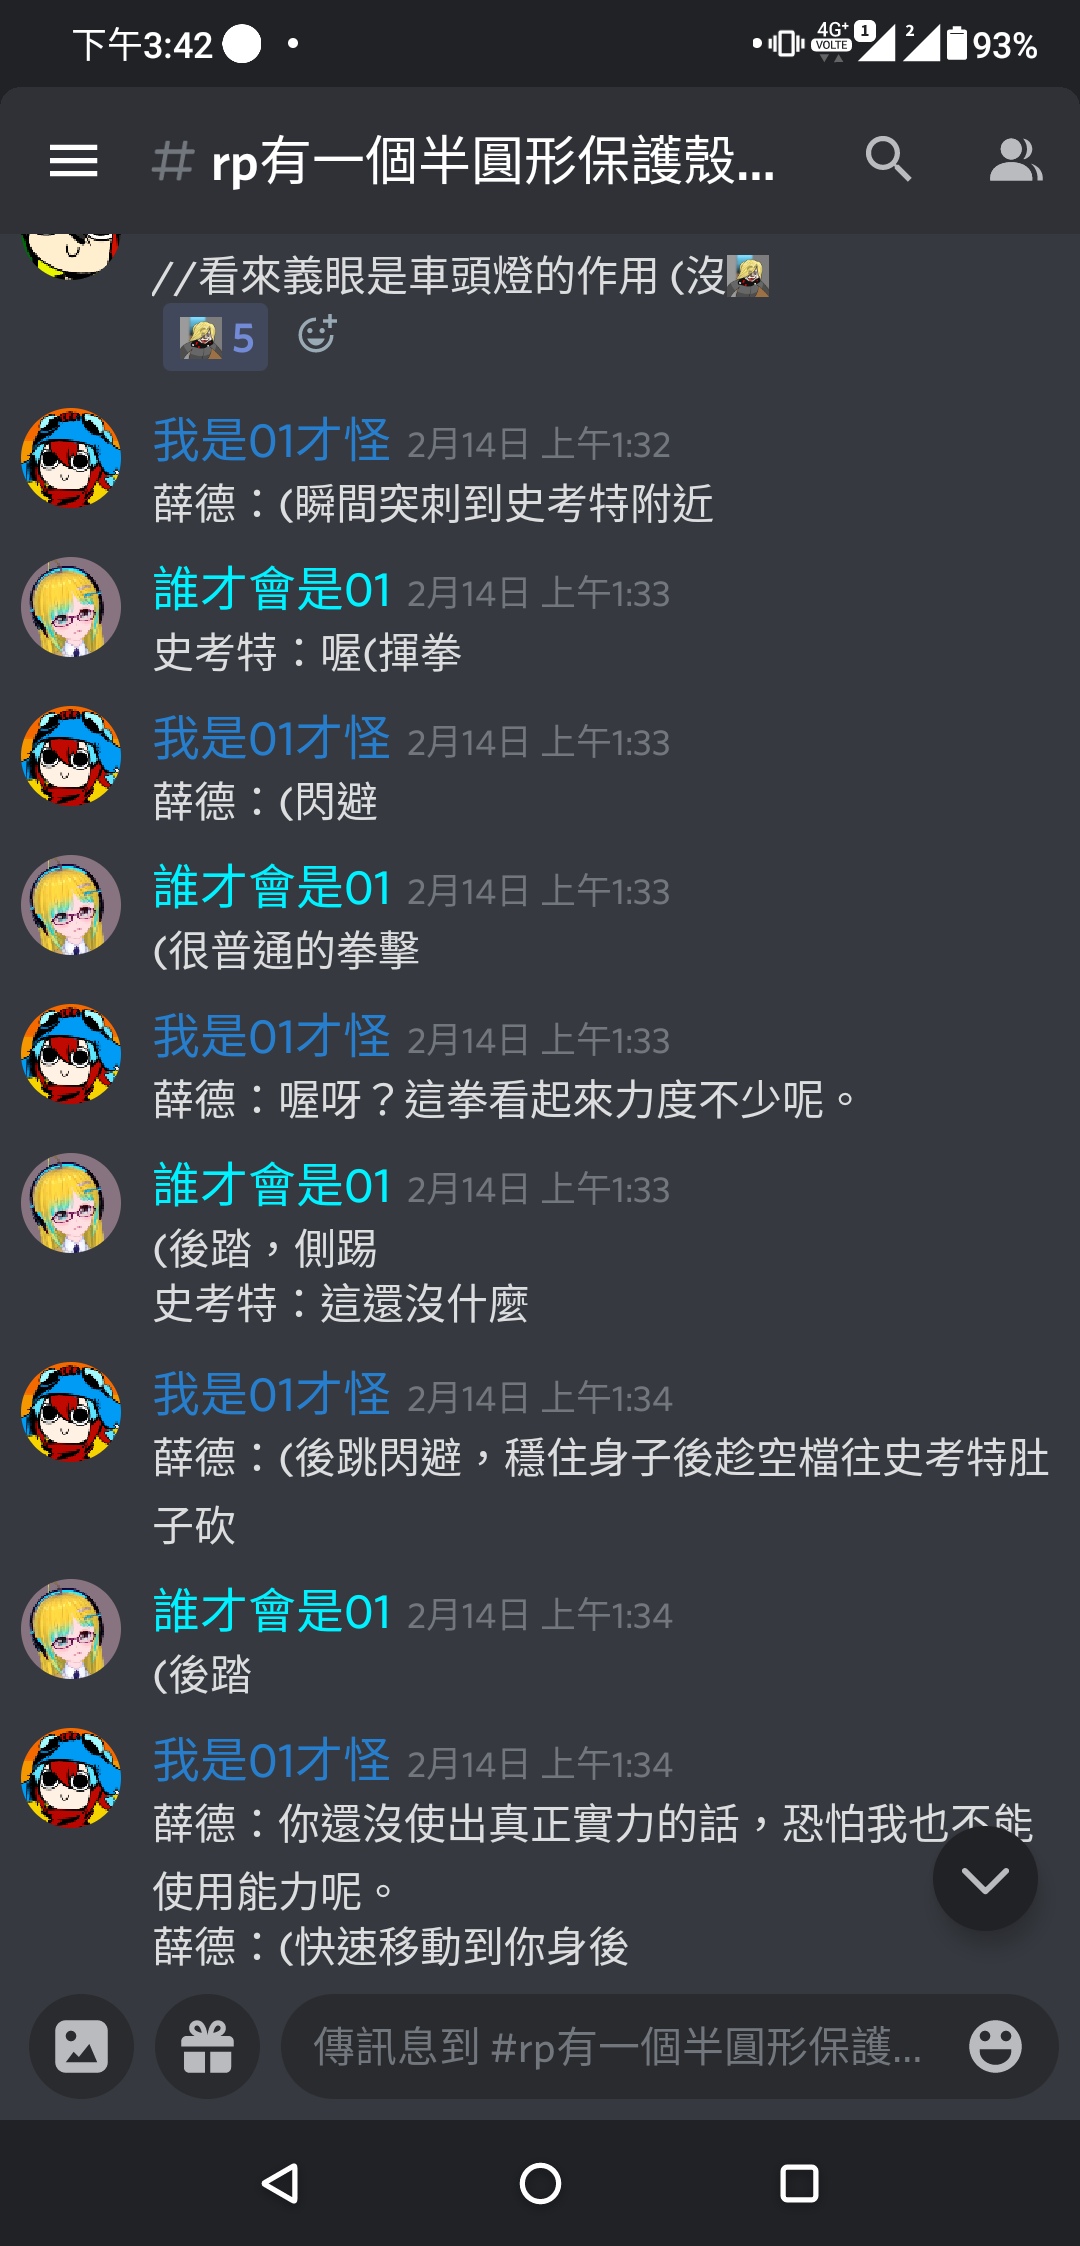 下午3:42
4G+
VOLTE
1
2
93%
# rp有一個半圓形保護殼...
//看來義眼是車頭燈的作用 (沒
5
我是01才怪 2月14日 上午1:32
薛德：(瞬間突刺到史考特附近
誰才會是01 2月14日 上午1:33
史考特：喔(揮拳
我是01才怪 2月14日 上午1:33
薛德：(閃避
誰才會是01 2月14日 上午1:33
(很普通的拳擊
我是01才怪 2月14日 上午1:33
薛德：喔呀？這拳看起來力度不少呢。
誰才會是01 2月14日 上午1:33
(後踏，側踢
史考特：這還沒什麼
我是01才怪 2月14日 上午1:34
薛德：(後跳閃避，穩住身子後趁空檔往史考特肚
子砍
誰才會是01 2月14日 上午1:34
(後踏
我是01才怪 2月14日 上午1:34
薛德：你還沒使出真正實力的話，恐怕我也不能
使用能力呢。
薛德：(快速移動到你身後
傳訊息到 #rp有一個半圓形保護...